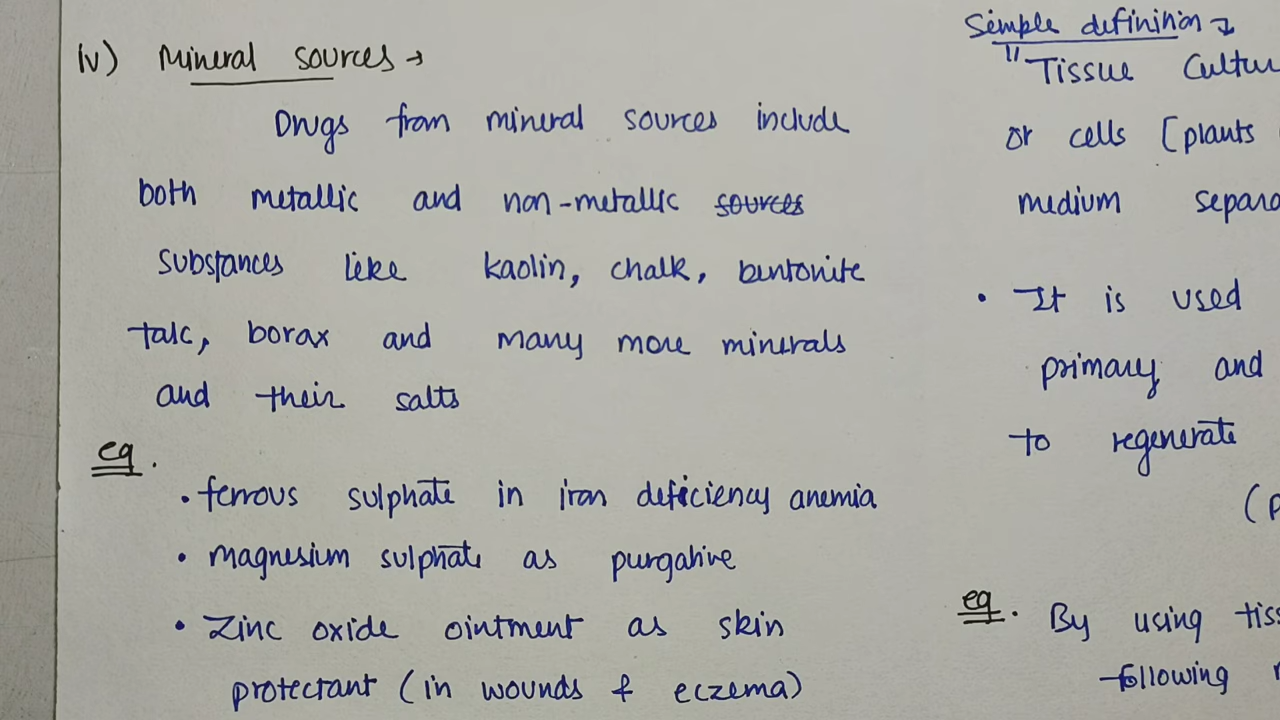 iv) Mineral sources →
Drugs from mineral sources include
both metallic and non-metallic sources
substances like kaolin, chalk, bentonite
talc, borax and many more minerals
and their salts
eg.
• ferrous sulphate in iron deficiency anemia
• magnesium sulphate as purgative
• Zinc oxide ointment as skin
protectant (in wounds & eczema)
Simple definition
"Tissue
or cells [plants
medium
• It is used
primary and
to regenerate
eg. By using
following